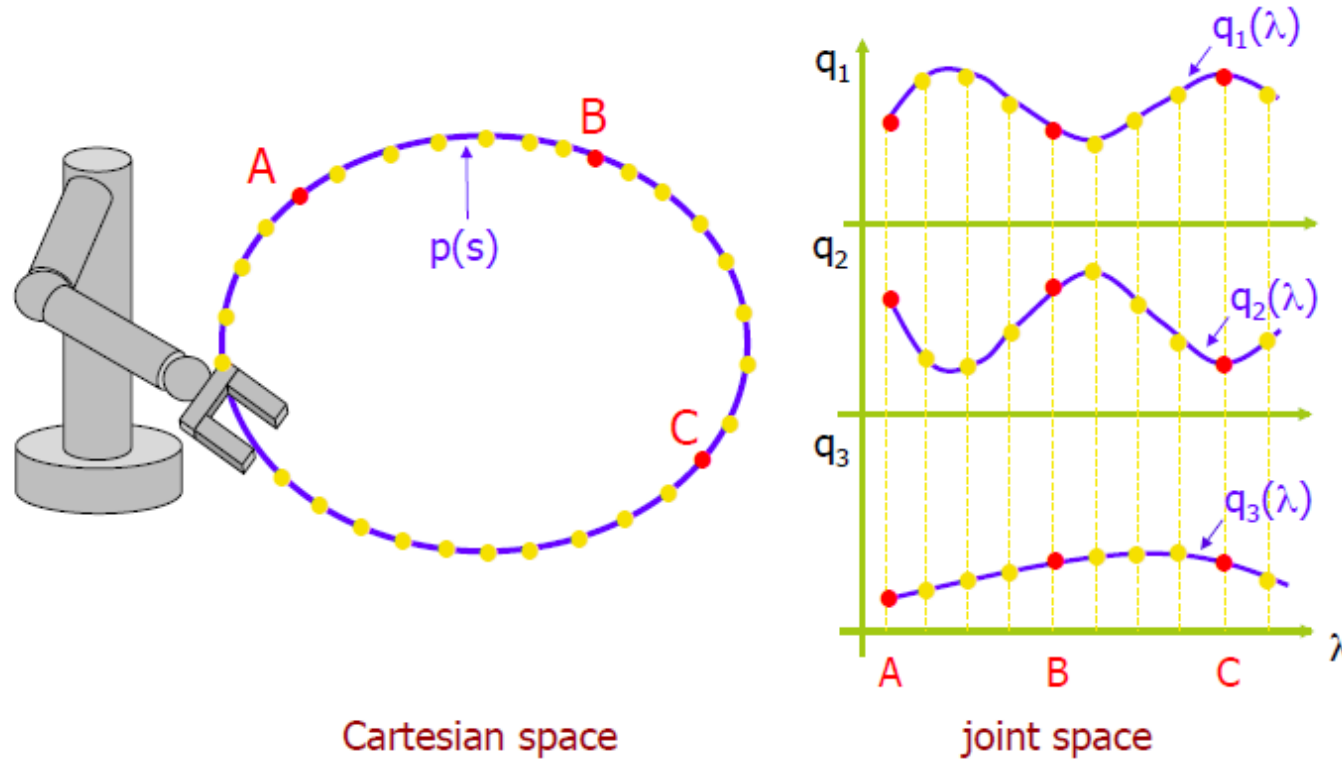 A
B
p(s)
C
Cartesian space
q₁
q₁(λ)
q₂
q₂(λ)
q₃
q₃(λ)
λ
A
B
C
joint space